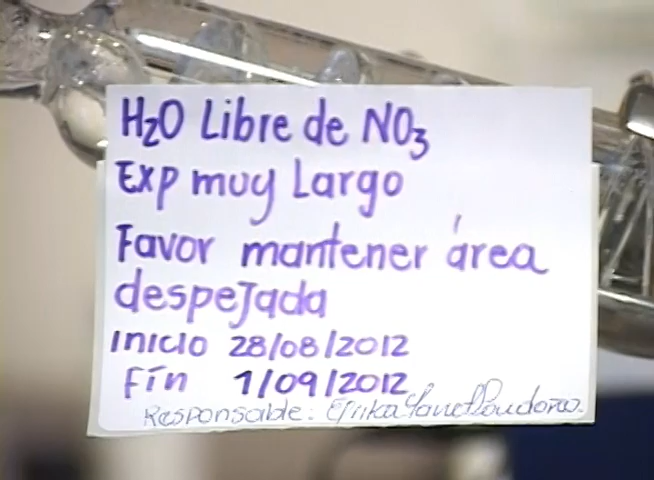 H2O Libre de NO3
Exp muy Largo
Favor mantener área
despejada
Inicio 28/08/2012
Fín 1/09/2012
Responsable: Erika